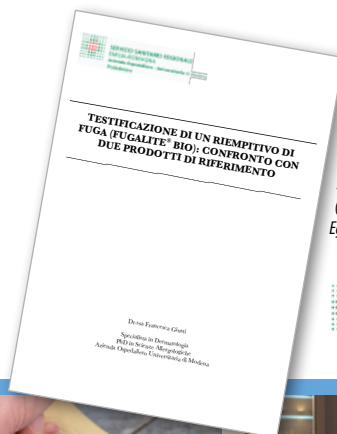 SERVIZIO SANITARIO REGIONALE
EMILIA-ROMAGNA
Azienda Ospedaliero - Universitaria di
TESTIFICAZIONE DI UN RIEMPITIVO DI
FUGA (FUGALITE® BIO): CONFRONTO CON
DUE PRODOTTI DI RIFERIMENTO
Dr.ssa Francesca Giusti
Specialista in Dermatologia
PhD in Scienze Allergologiche
Azienda Ospedaliero Universitaria di Modena